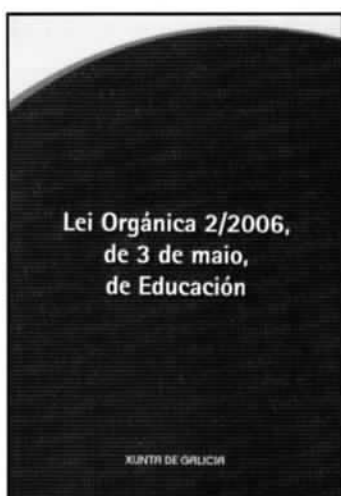 Lei Orgánica 2/2006,
de 3 de maio,
de Educación
XUNTA DE GALICIA